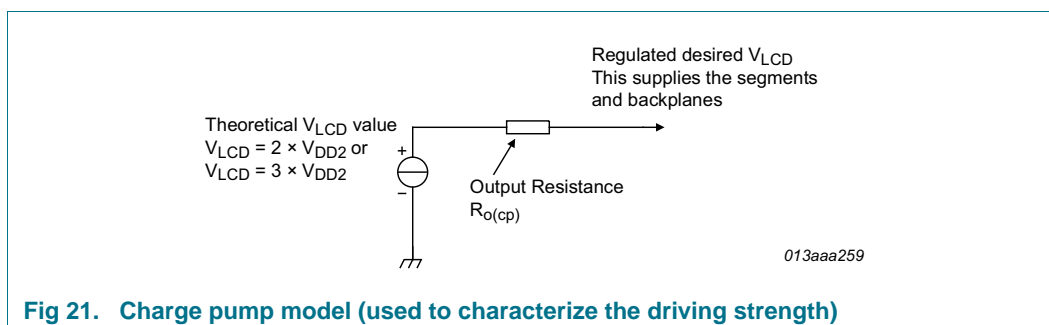 Regulated desired VLCD
This supplies the segments
and backplanes
Theoretical VLCD value
VLCD = 2 × VDD2 or
VLCD = 3 × VDD2
+
−
Output Resistance
Ro(cp)
013aaa259
Fig 21. Charge pump model (used to characterize the driving strength)